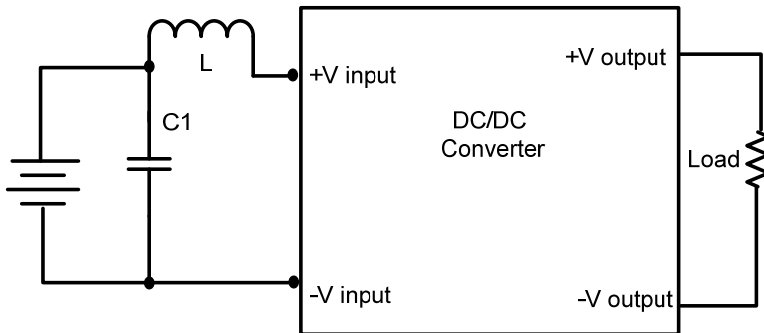 L
+V input
C1
–V input
DC/DC
Converter
+V output
Load
–V output